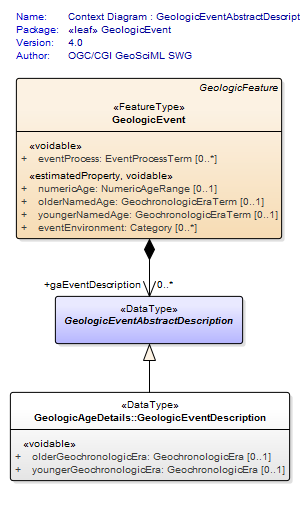 Name: Context Diagram : GeologicEventAbstractDescript
Package: «leaf» GeologicEvent
Version: 4.0
Author: OGC/CGI GeoSciML SWG
GeologicFeature
«FeatureType»
GeologicEvent
«voidable»
+ eventProcess: EventProcessTerm [0..*]
«estimatedProperty, voidable»
+ numericAge: NumericAgeRange [0..1]
+ olderNamedAge: GeochronologicEraTerm [0..1]
+ youngerNamedAge: GeochronologicEraTerm [0..1]
+ eventEnvironment: Category [0..*]
+gaEventDescription 0..*
«DataType»
GeologicEventAbstractDescription
«DataType»
GeologicAgeDetails::GeologicEventDescription
«voidable»
+ olderGeochronologicEra: GeochronologicEra [0..1]
+ youngerGeochronologicEra: GeochronologicEra [0..1]